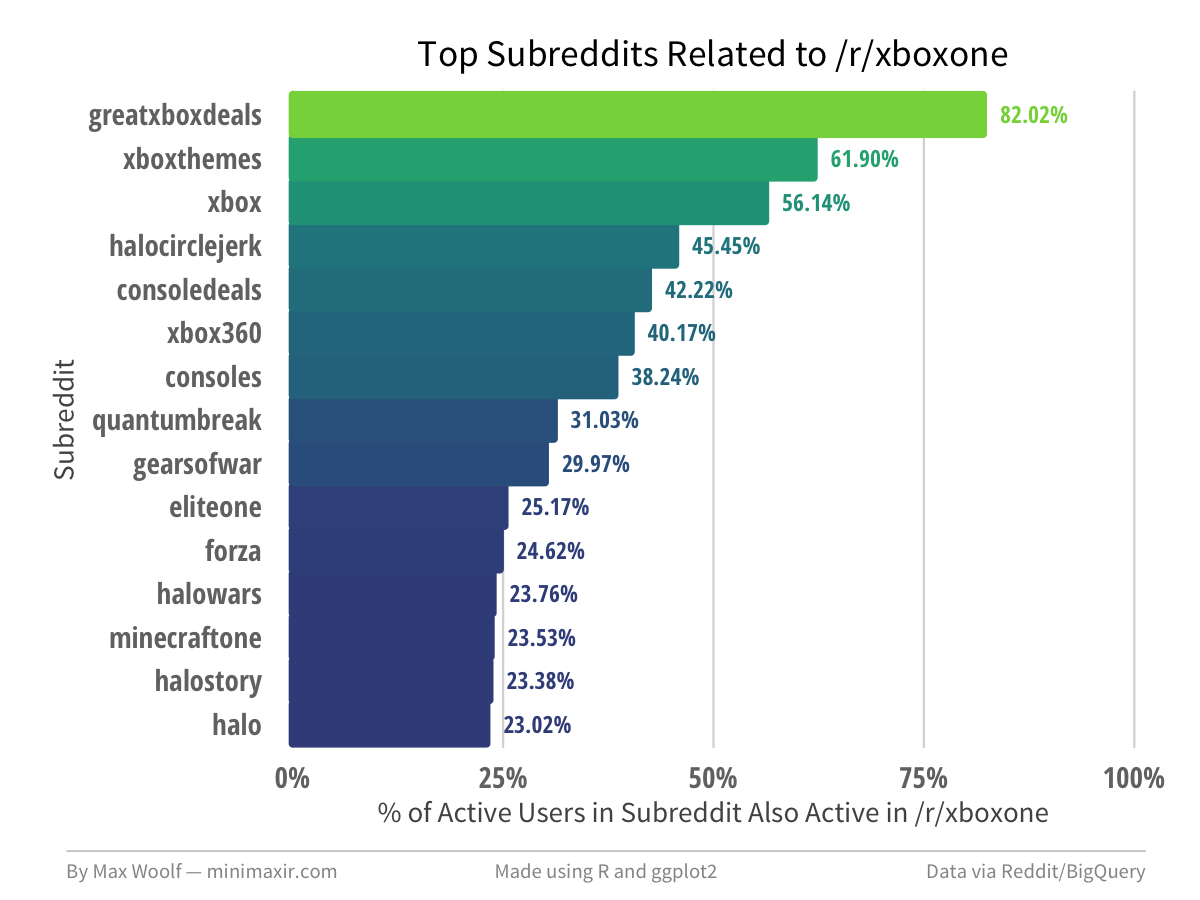 Top Subreddits Related to /r/xboxone
Subreddit
greatxboxdeals 82.02%
xboxthemes 61.90%
xbox 56.14%
halocirclejerk 45.45%
consoledeals 42.22%
xbox360 40.17%
consoles 38.24%
quantumbreak 31.03%
gearsofwar 29.97%
eliteone 25.17%
forza 24.62%
halowars 23.76%
minecraftone 23.53%
halostory 23.38%
halo 23.02%
0% 25% 50% 75% 100%
% of Active Users in Subreddit Also Active in /r/xboxone
By Max Woolf — minimaxir.com Made using R and ggplot2 Data via Reddit/BigQuery